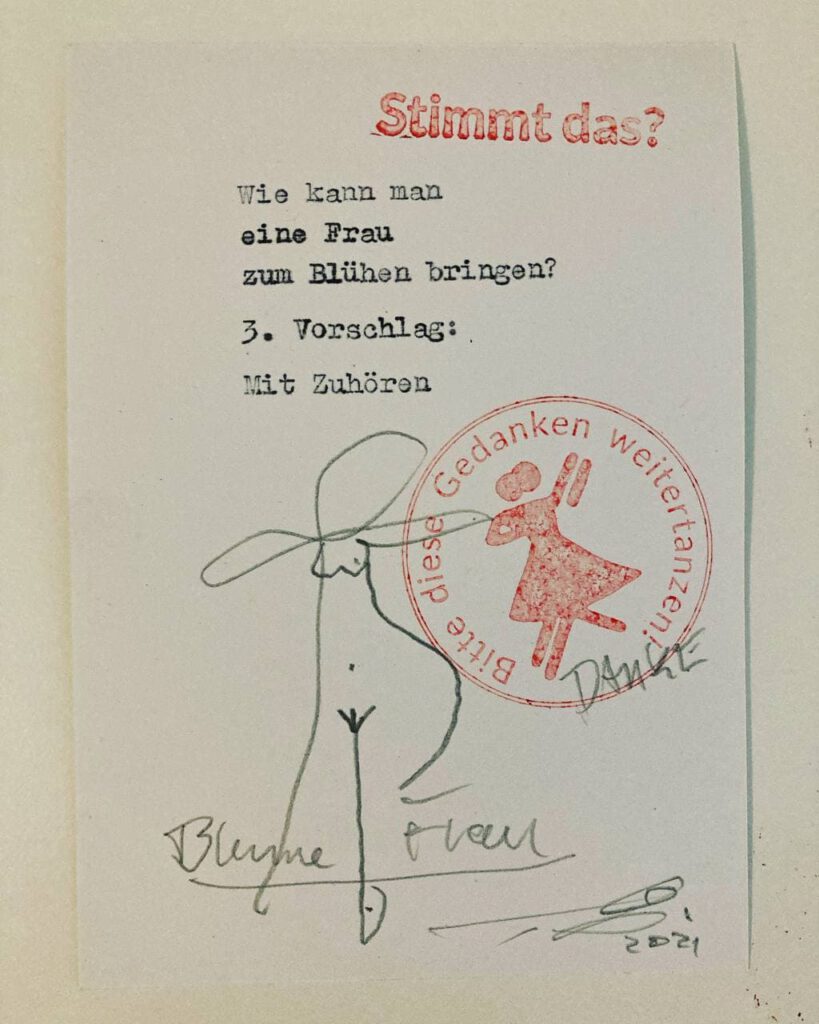 Stimmt das?
Wie kann man
eine Frau
zum Blühen bringen?
3. Vorschlag:
Mit Zuhören
Bitte diese Gedanken weitertanzen!
DANKE
Blume Frau
2021